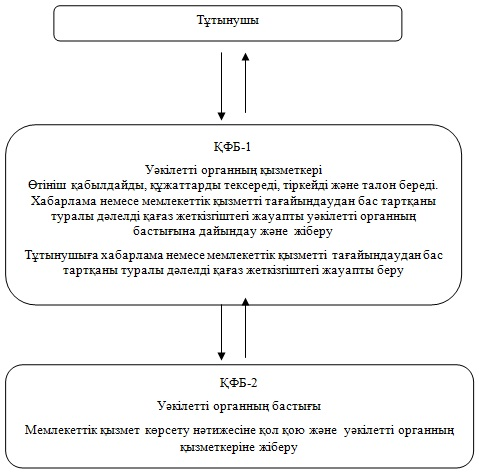 Тұтынушы
ҚФБ-1
Уәкілетті органның қызметкері
Өтініш қабылдайды, құжаттарды тексереді, тіркейді және талон береді.
Хабарлама немесе мемлекеттік қызметті тағайындаудан бас тартқаны
туралы дәлелді қағаз жеткізгіштегі жауапты уәкілетті органның
бастығына дайындау және жіберу
Тұтынушыға хабарлама немесе мемлекеттік қызметті тағайындаудан бас
тартқаны туралы дәлелді қағаз жеткізгіштегі жауапты беру
ҚФБ-2
Уәкілетті органның бастығы
Мемлекеттік қызмет көрсету нәтижесіне қол қою және уәкілетті органның
қызметкеріне жіберу